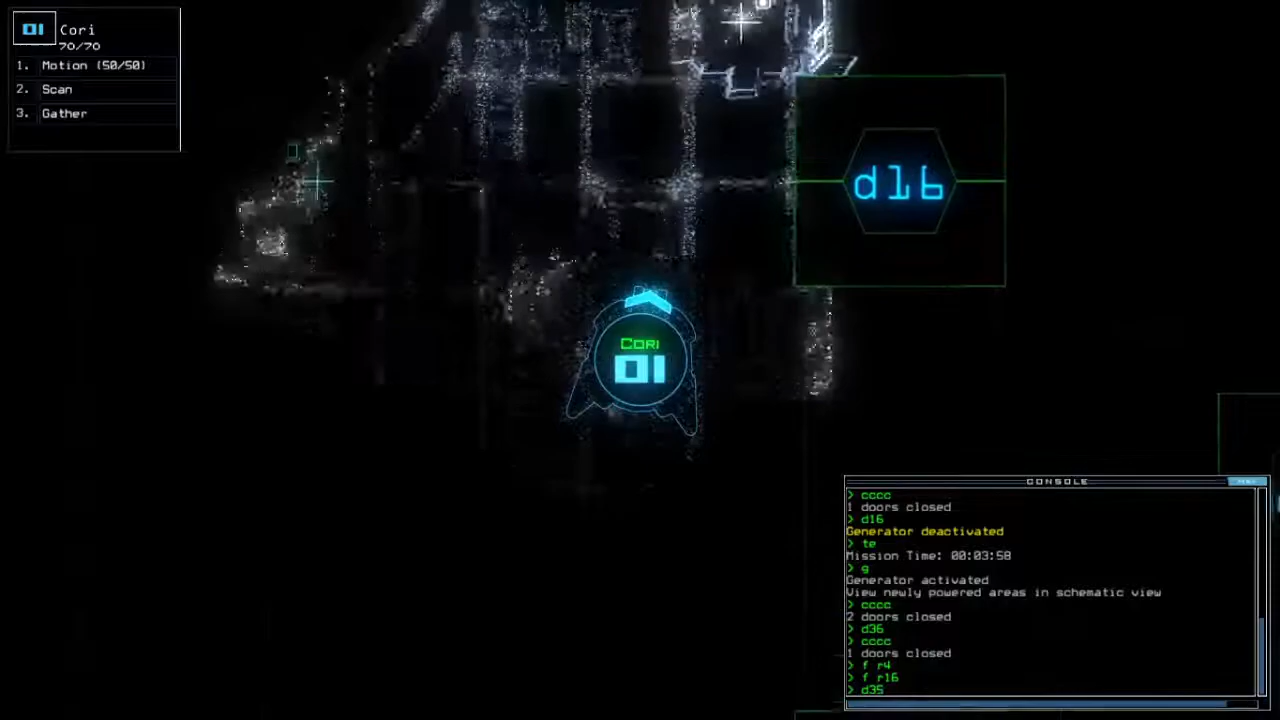 01 Cori
70/70
1. Motion (50/50)
2. Scan
3. Gather
d16
Cori
01
CONSOLE
> cccc
1 doors closed
> d16
Generator deactivated
> te
Mission Time: 00:03:58
> g
Generator activated
View newly powered areas in schematic view
> cccc
2 doors closed
> d36
> cccc
1 doors closed
> f r4
> f r16
> d35